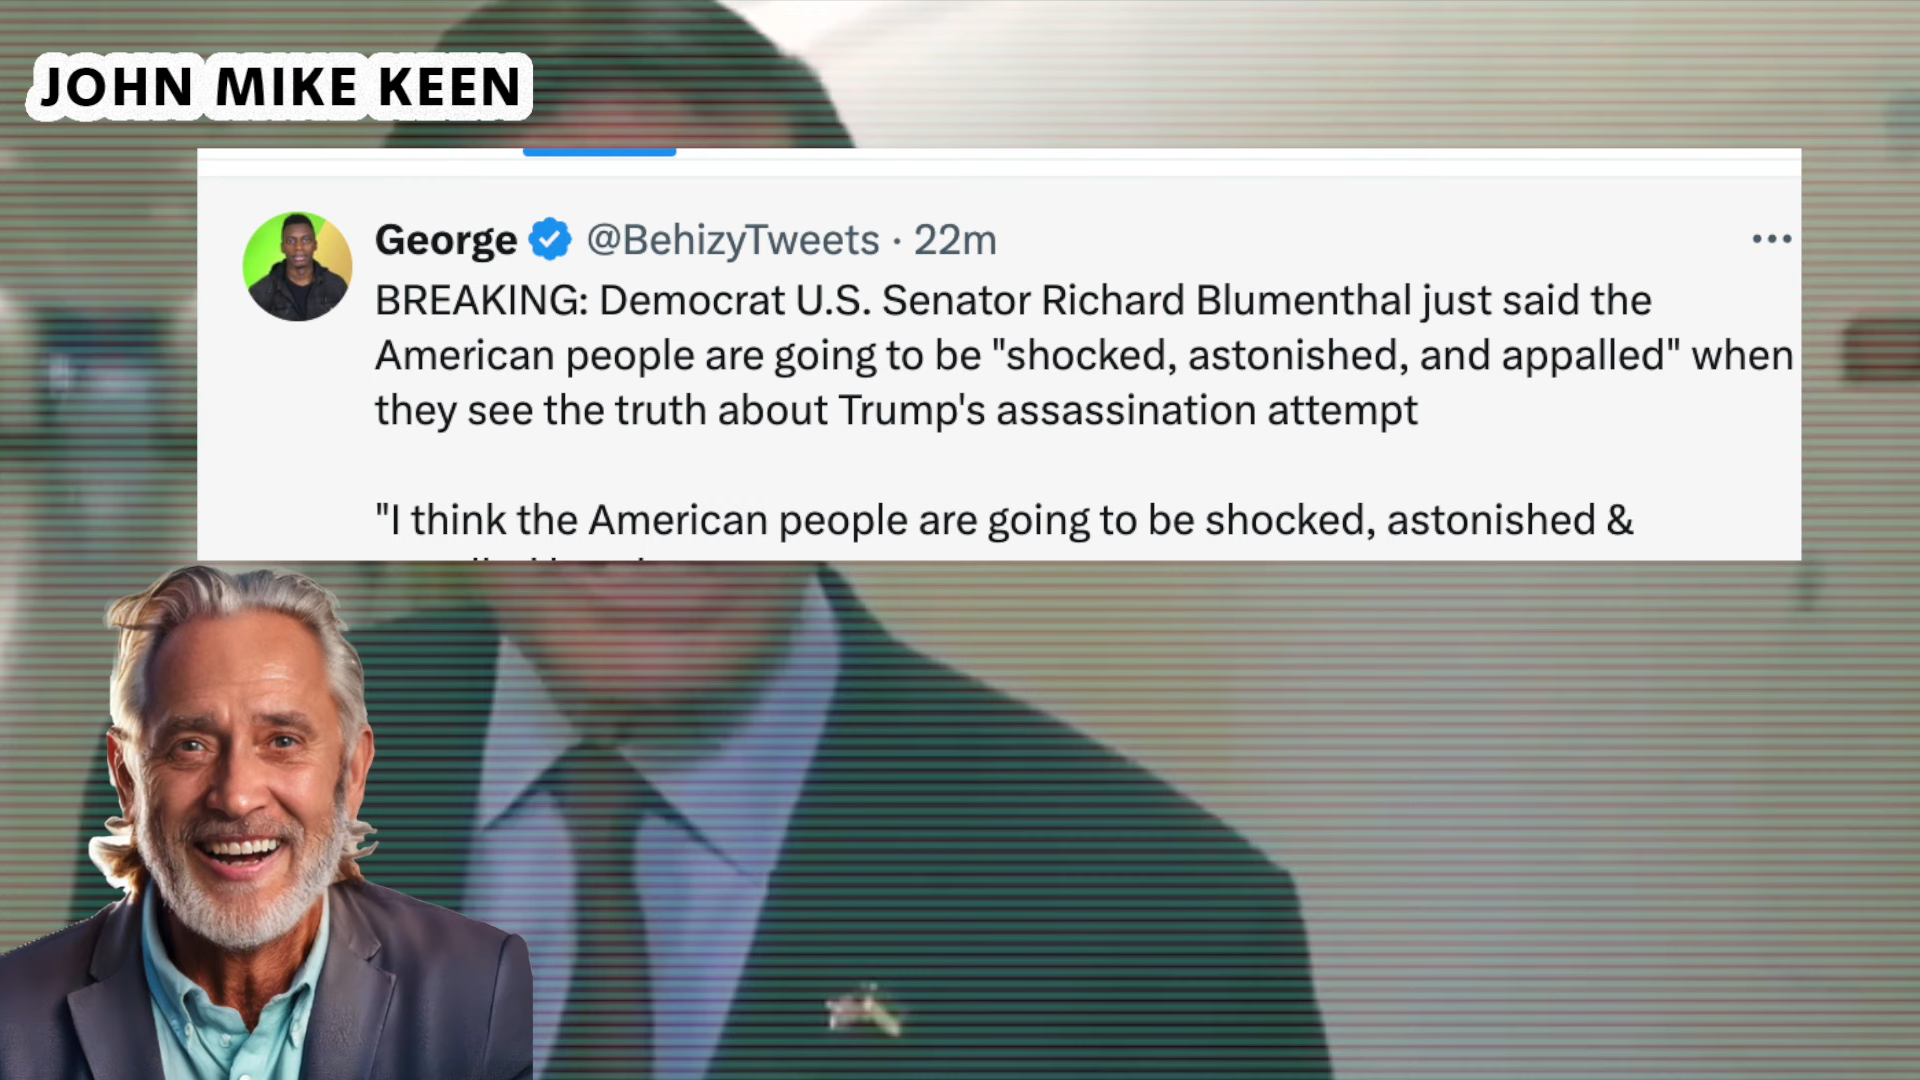 JOHN MIKE KEEN
George @BehizyTweets · 22m
BREAKING: Democrat U.S. Senator Richard Blumenthal just said the
American people are going to be "shocked, astonished, and appalled" when
they see the truth about Trump's assassination attempt
"I think the American people are going to be shocked, astonished &